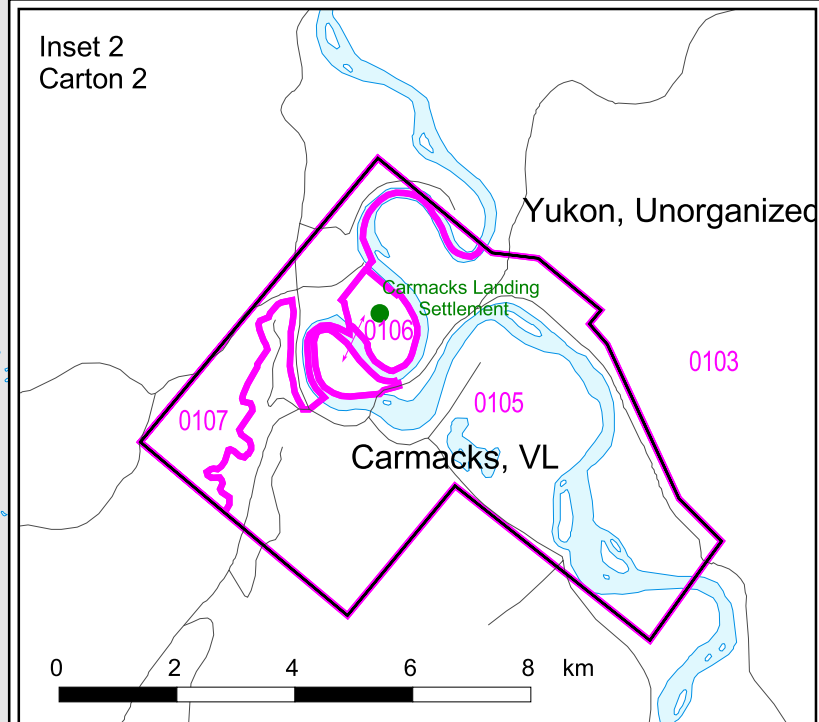 Inset 2
Carton 2
Yukon, Unorganized
Carmacks Landing
Settlement
0106
0103
0105
0107
Carmacks, VL
0 2 4 6 8 km